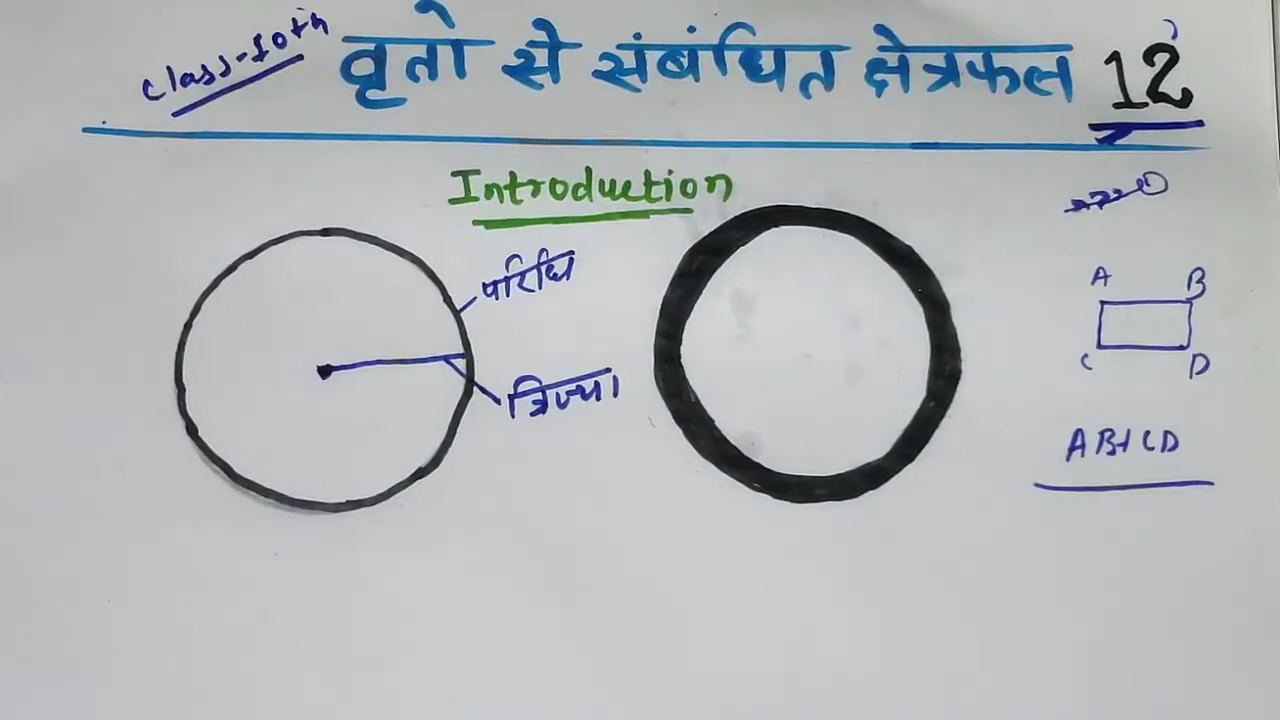 class-10th
वृतो से संबंधित क्षेत्रफल 12
Introduction
परिधि
त्रिज्या
A B
C D
ABCD